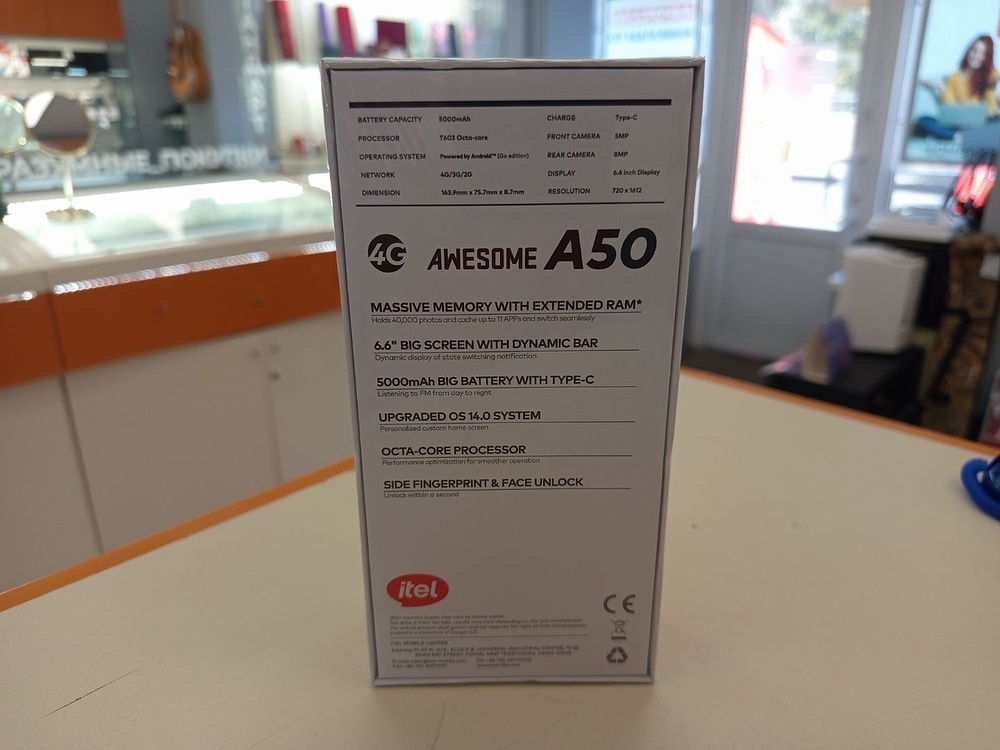 РАЗУМНЫЕ_ПОКУПКИ
BATTERY CAPACITY 5000mAh CHARGE Type-C
PROCESSOR T603 Octa-core FRONT CAMERA 5MP
OPERATING SYSTEM Powered by Android™ (Go edition) REAR CAMERA 8MP
NETWORK 4G/3G/2G DISPLAY 6.6 inch Display
DIMENSION 163.9mm x 75.7mm x 8.7mm RESOLUTION 720 x 1612
4G AWESOME A50
MASSIVE MEMORY WITH EXTENDED RAM*
Holds 40,000 photos and cache up to 11 APPs and switch seamlessly
6.6" BIG SCREEN WITH DYNAMIC BAR
Dynamic display of state switching notification
5000mAh BIG BATTERY WITH TYPE-C
Listening to FM from day to night
UPGRADED OS 14.0 SYSTEM
Personalized custom home screen
OCTA-CORE PROCESSOR
Performance optimization for smoother operation
SIDE FINGERPRINT & FACE UNLOCK
Unlock within a second
itel
CE
ITEL MOBILE LIMITED